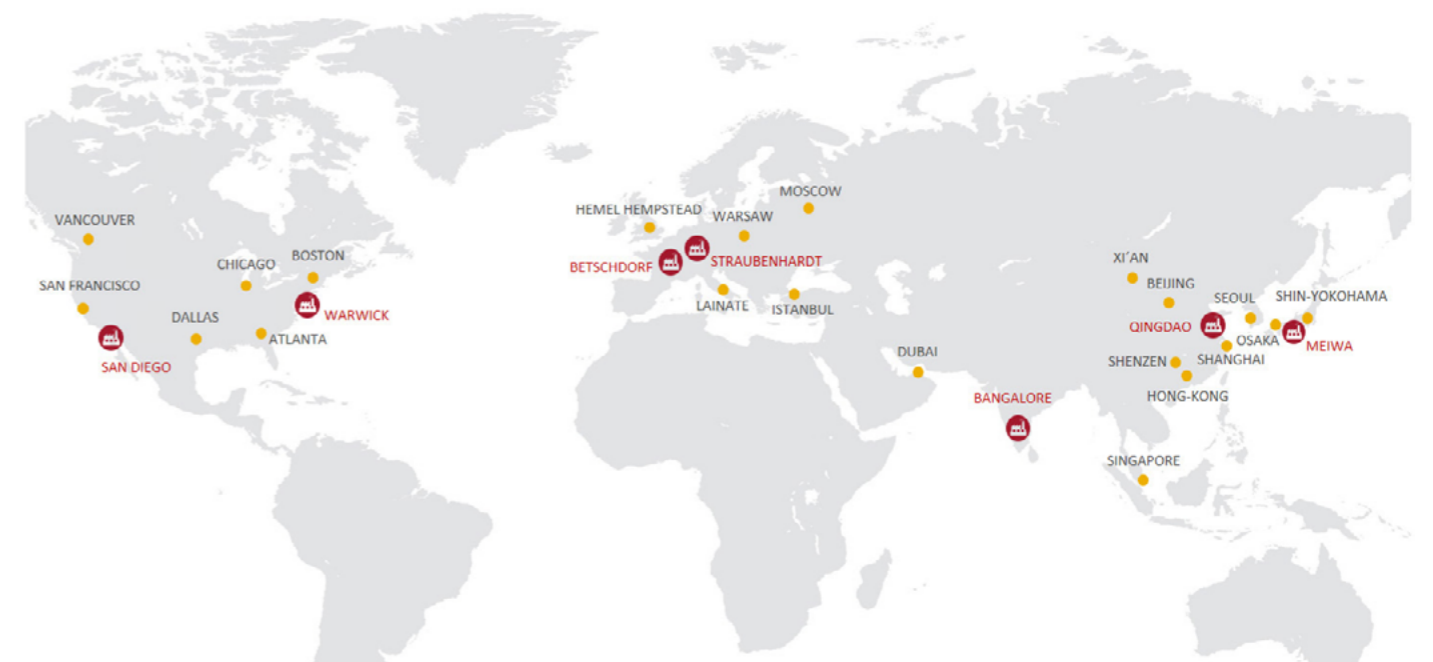 MOSCOW
HEMEL HEMPSTEAD
WARSAW
VANCOUVER
BOSTON
CHICAGO
BETSCHDORF
STRAUBENHARDT
XI´AN
SAN FRANCISCO
BEIJING
SEOUL
SHIN-YOKOHAMA
LAINATE
ISTANBUL
DALLAS
WARWICK
QINGDAO
ATLANTA
OSAKA
MEIWA
DUBAI
SHENZEN
SHANGHAI
SAN DIEGO
HONG-KONG
BANGALORE
SINGAPORE